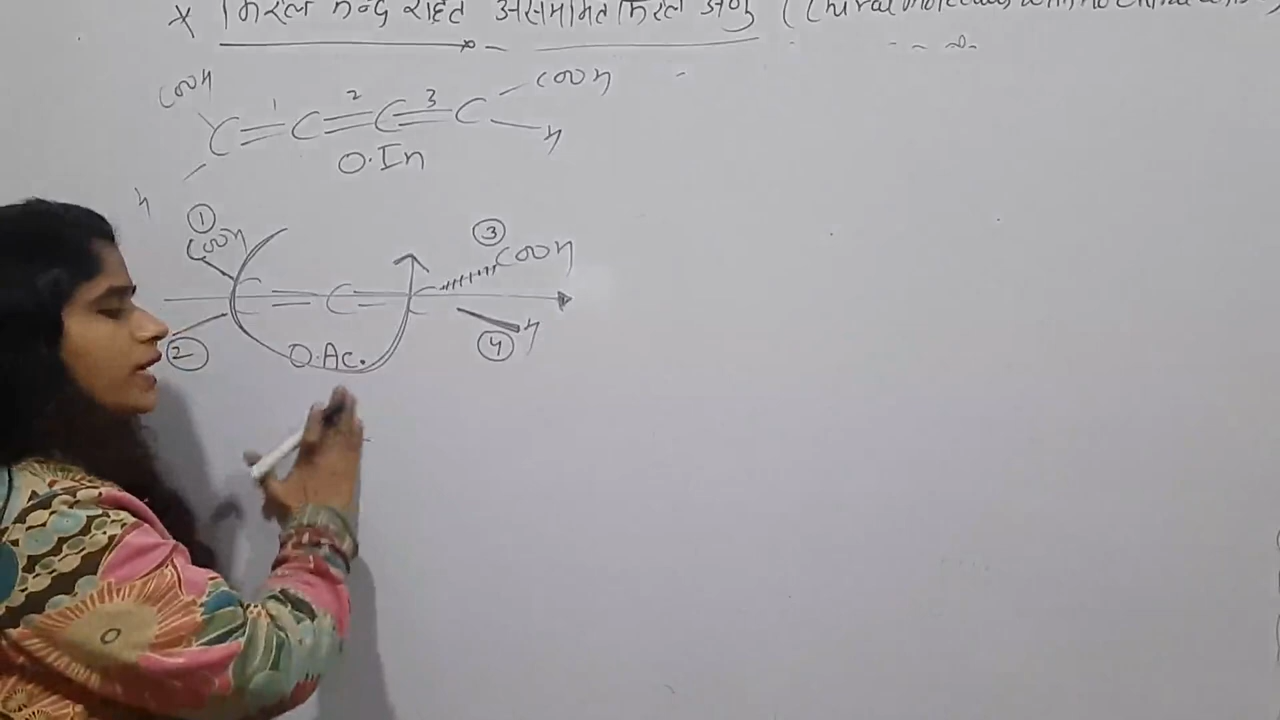 * किरल केन्द्र रहित असममित किरल अणु (Chiral molecules with no chiral
COOH COOH
1 2 3
C=C=C=C
H H
O.In
① ③
COOH COOH
C=C=C
② ④ H
O.Ac.